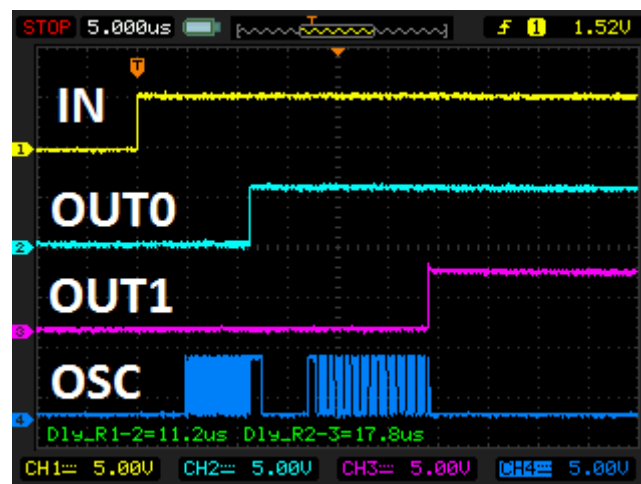 STOP 5.000us T 1 1.52V
T
IN
1
OUT0
2
OUT1
3
OSC
4
Dly_R1-2=11.2us Dly_R2-3=17.8us
CH1 5.00V CH2 5.00V CH3 5.00V CH4 5.00V